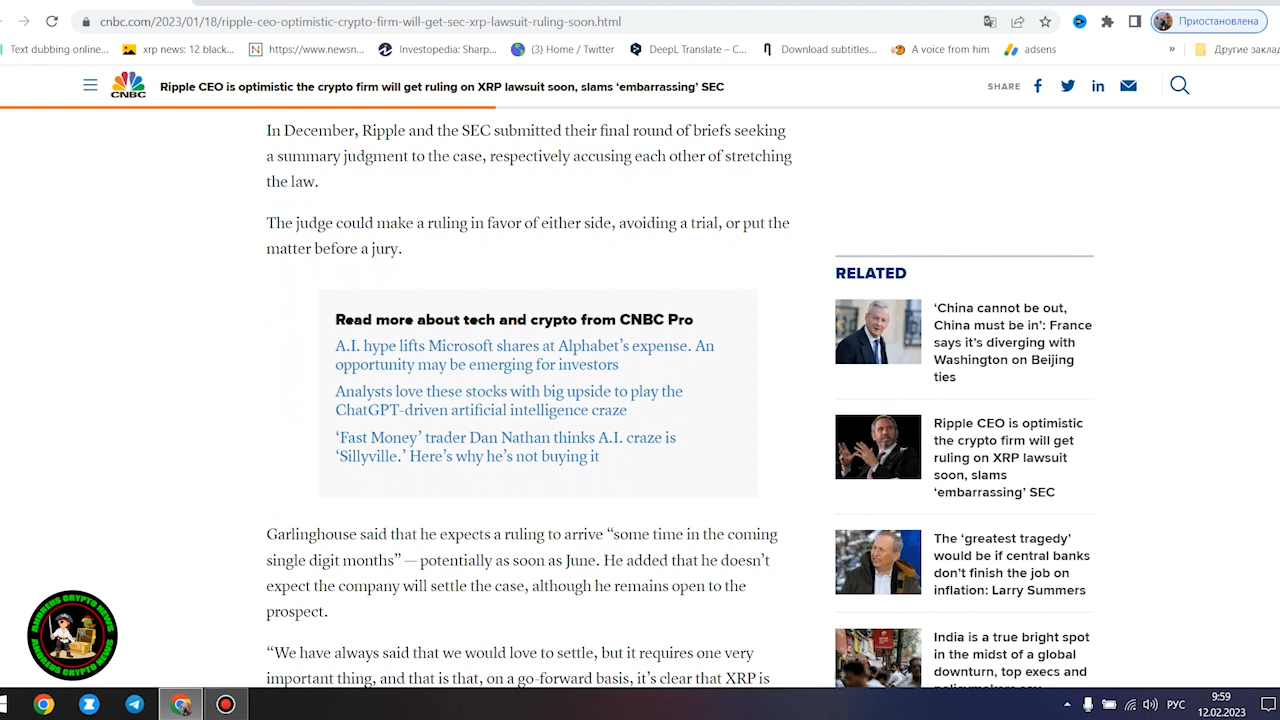 cnbc.com/2023/01/18/ripple-ceo-optimistic-crypto-firm-will-get-sec-xrp-lawsuit-ruling-soon.html
Приостановлена
Text dubbing online...
xrp news: 12 black...
https://www.newsn...
Investopedia: Sharp...
(3) Home / Twitter
DeepL Translate – C...
Download subtitles...
A voice from him
adsens
»
Другие закла
CNBC
Ripple CEO is optimistic the crypto firm will get ruling on XRP lawsuit soon, slams ‘embarrassing’ SEC
SHARE
In December, Ripple and the SEC submitted their final round of briefs seeking
a summary judgment to the case, respectively accusing each other of stretching
the law.
The judge could make a ruling in favor of either side, avoiding a trial, or put the
matter before a jury.
Read more about tech and crypto from CNBC Pro
A.I. hype lifts Microsoft shares at Alphabet’s expense. An
opportunity may be emerging for investors
Analysts love these stocks with big upside to play the
ChatGPT-driven artificial intelligence craze
‘Fast Money’ trader Dan Nathan thinks A.I. craze is
‘Sillyville.’ Here’s why he’s not buying it
Garlinghouse said that he expects a ruling to arrive “some time in the coming
single digit months” — potentially as soon as June. He added that he doesn’t
expect the company will settle the case, although he remains open to the
prospect.
“We have always said that we would love to settle, but it requires one very
important thing, and that is that, on a go-forward basis, it’s clear that XRP is
RELATED
‘China cannot be out,
China must be in’: France
says it’s diverging with
Washington on Beijing
ties
Ripple CEO is optimistic
the crypto firm will get
ruling on XRP lawsuit
soon, slams
‘embarrassing’ SEC
The ‘greatest tragedy’
would be if central banks
don’t finish the job on
inflation: Larry Summers
India is a true bright spot
in the midst of a global
downturn, top execs and
ANDREUS CRYPTO NEWS
ANDREUS CRYPTO NEWS
РУС
9:59
12.02.2023